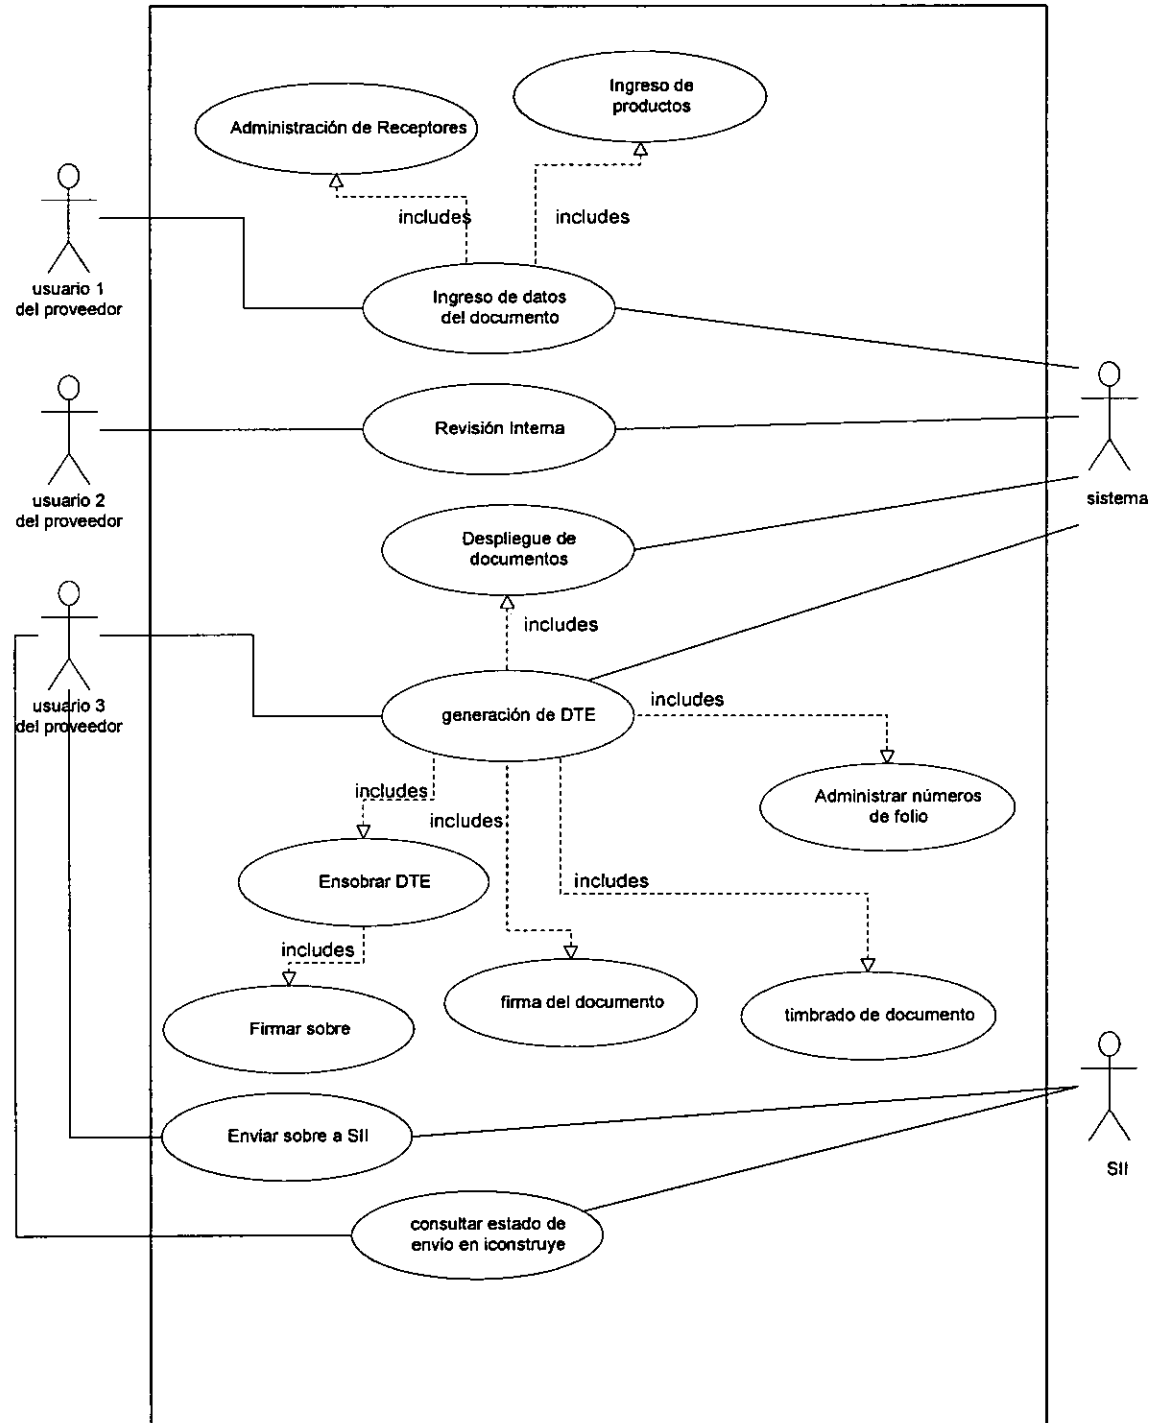 Ingreso de
productos
Administración de Receptores
includes
includes
usuario 1
del proveedor
Ingreso de datos
del documento
Revisión Interna
usuario 2
del proveedor
sistema
Despliegue de
documentos
includes
usuario 3
del proveedor
generación de DTE
includes
includes
includes
Administrar números
de folio
Ensobrar DTE
includes
includes
firma del documento
timbrado de documento
Firmar sobre
Enviar sobre a SII
SII
consultar estado de
envío en iconstruye